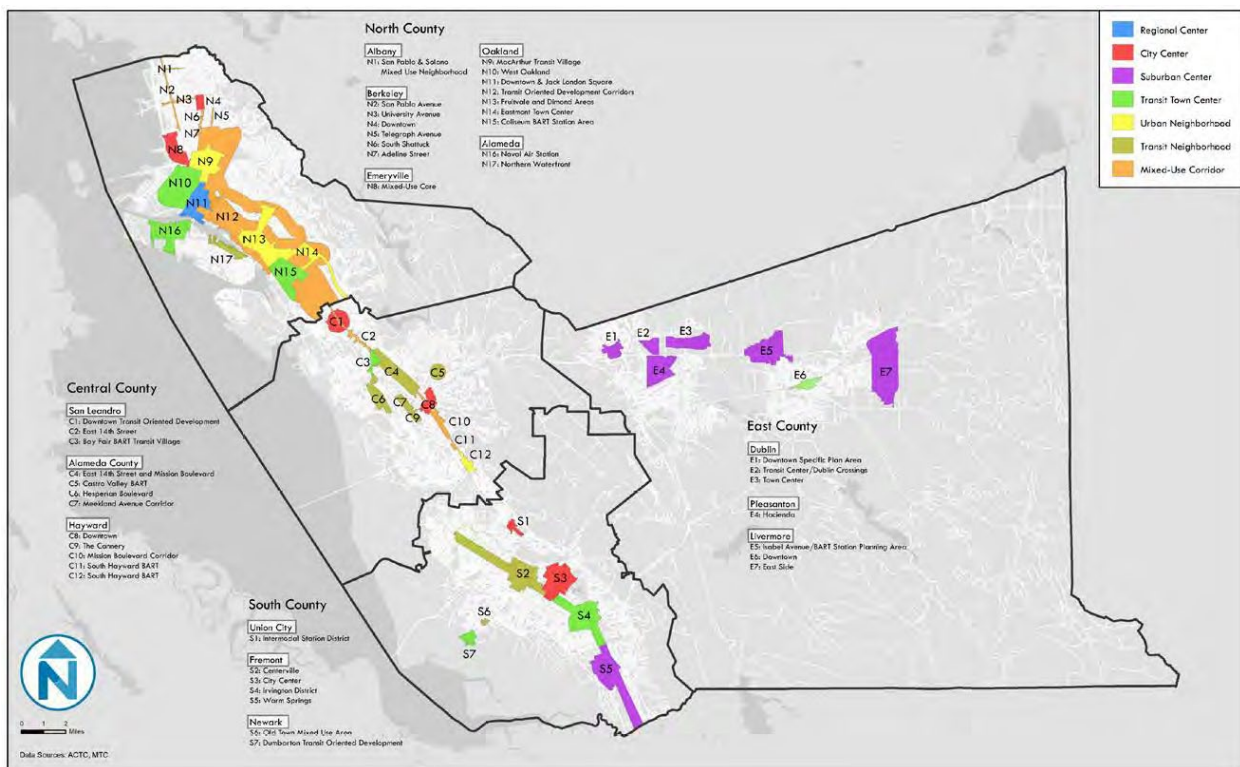 North County
Albany
N1: San Pablo & Solano
Mixed Use Neighborhood
Berkeley
N2: San Pablo Avenue
N3: University Avenue
N4: Downtown
N5: Telegraph Avenue
N6: South Shattuck
N7: Adeline Street
Emeryville
N8: Mixed-Use Core
Oakland
N9: MacArthur Transit Village
N10: West Oakland
N11: Downtown & Jack London Square
N12: Transit Oriented Development Corridors
N13: Fruitvale and Dimond Areas
N14: Eastmont Town Center
N15: Coliseum BART Station Area
Alameda
N16: Naval Air Station
N17: Northern Waterfront
Regional Center
City Center
Suburban Center
Transit Town Center
Urban Neighborhood
Transit Neighborhood
Mixed-Use Corridor
N1
N2
N3
N4
N6
N5
N7
N8
N9
N10
N11
N12
N16
N13
N14
N17
N15
C1
C2
C3
C4
C5
C6
C7
C8
C9
C10
C11
C12
E1
E2
E3
E4
E5
E6
E7
S1
S2
S3
S4
S6
S7
S5
Central County
San Leandro
C1: Downtown Transit Oriented Development
C2: East 14th Street
C3: Bay Fair BART Transit Village
Alameda County
C4: East 14th Street and Mission Boulevard
C5: Castro Valley BART
C6: Hesperian Boulevard
C7: Meekland Avenue Corridor
Hayward
C8: Downtown
C9: The Cannery
C10: Mission Boulevard Corridor
C11: South Hayward BART
C12: South Hayward BART
East County
Dublin
E1: Downtown Specific Plan Area
E2: Transit Center/Dublin Crossings
E3: Town Center
Pleasanton
E4: Hacienda
Livermore
E5: Isabel Avenue/BART Station Planning Area
E6: Downtown
E7: East Side
South County
Union City
S1: Intermodal Station District
Fremont
S2: Centerville
S3: City Center
S4: Irvington District
S5: Warm Springs
Newark
S6: Old Town Mixed Use Area
S7: Dumbarton Transit Oriented Development
N
0 1 2
Miles
Data Sources: ACTC, MTC